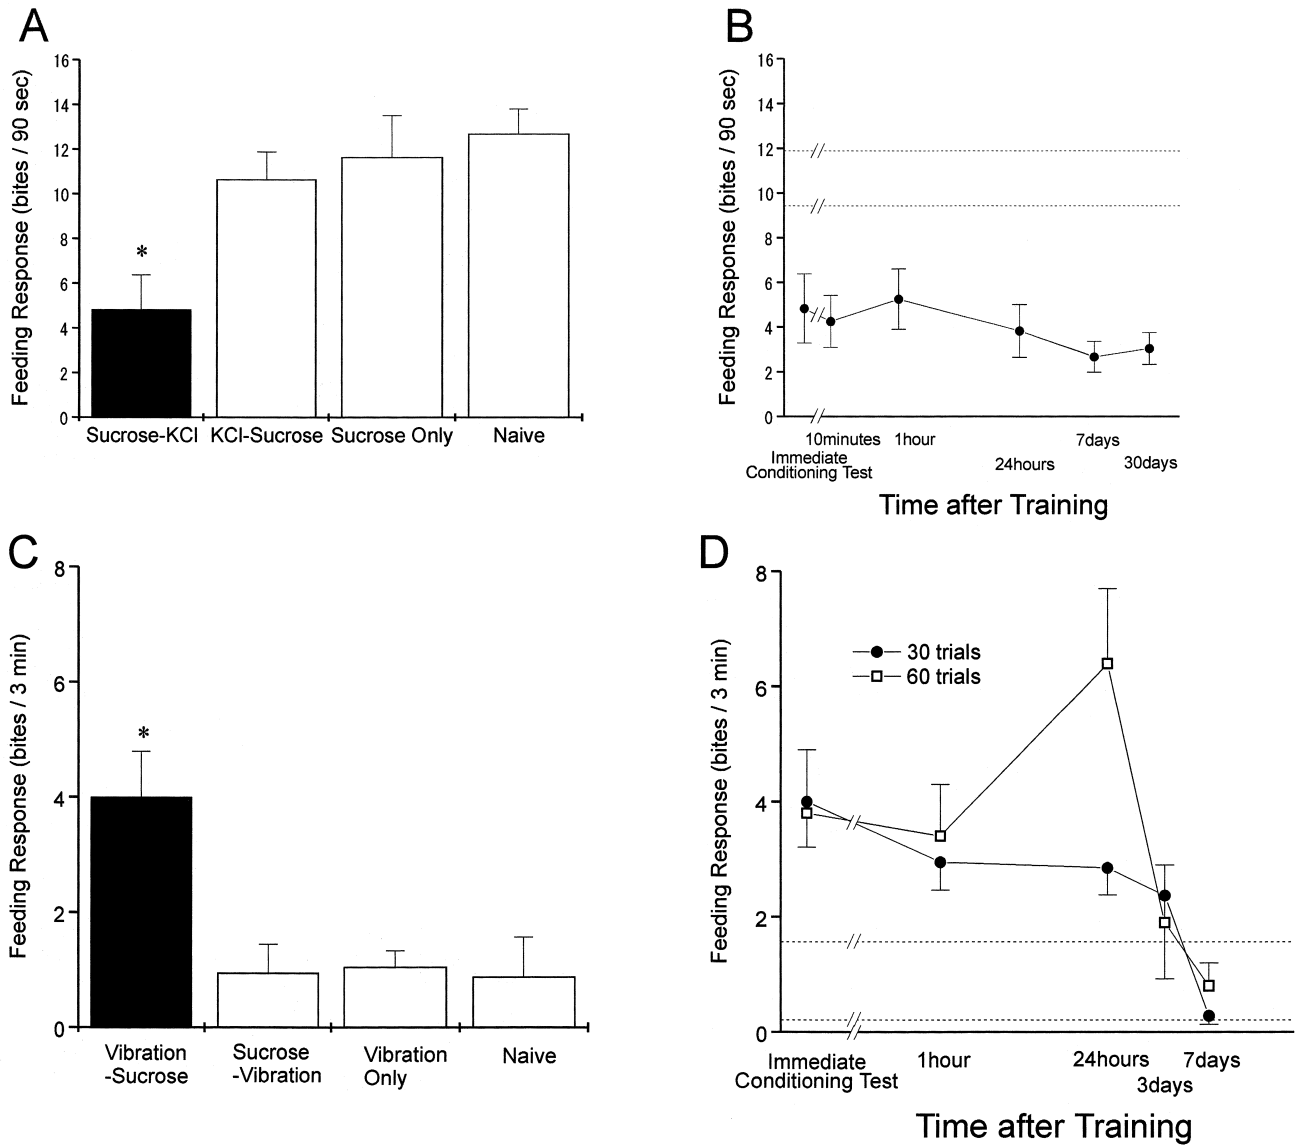 A
Feeding Response (bites / 90 sec)
16
14
12
10
8
6
4
2
0
*
Sucrose-KCl KCl-Sucrose Sucrose Only Naive
B
Feeding Response (bites / 90 sec)
16
14
12
10
8
6
4
2
0
10minutes 1hour 7days
Immediate
Conditioning Test
24hours 30days
Time after Training
C
Feeding Response (bites / 3 min)
8
6
4
2
0
*
Vibration
-Sucrose
Sucrose
-Vibration
Vibration
Only
Naive
D
Feeding Response (bites / 3 min)
8
6
4
2
0
30 trials
60 trials
Immediate
Conditioning Test
1hour 24hours 7days
3days
Time after Training